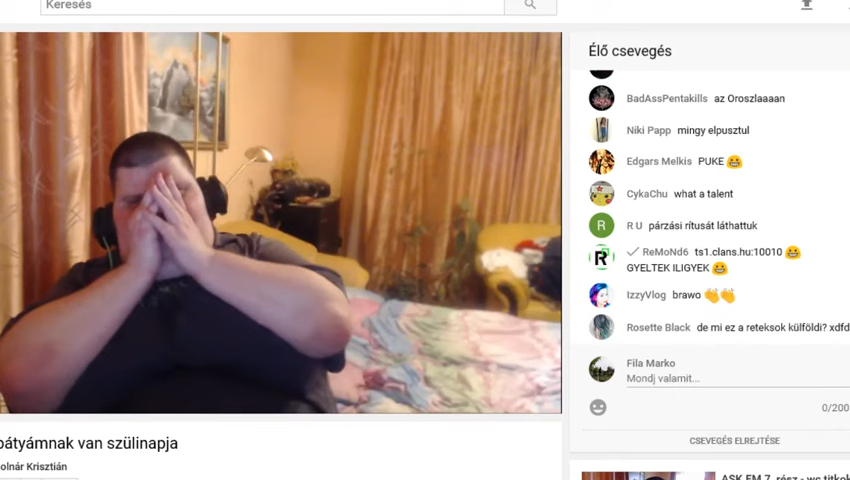 Keresés
Élő csevegés
BadAssPentakills az Oroszlaaaan
Niki Papp mingy elpusztul
Edgars Melkis PUKE
CykaChu what a talent
R
R U párzási rítusát láthattuk
ReMoNd6 ts1.clans.hu:10010
GYELTEK ILIGYEK
IzzyVlog brawo
Rosette Black de mi ez a reteksok külföldi? xdfd
Fila Marko
Mondj valamit...
0/200
CSEVEGÉS ELREJTÉSE
bátyámnak van szülinapja
olnár Krisztián
ASK FM 7. rész - wc titkok